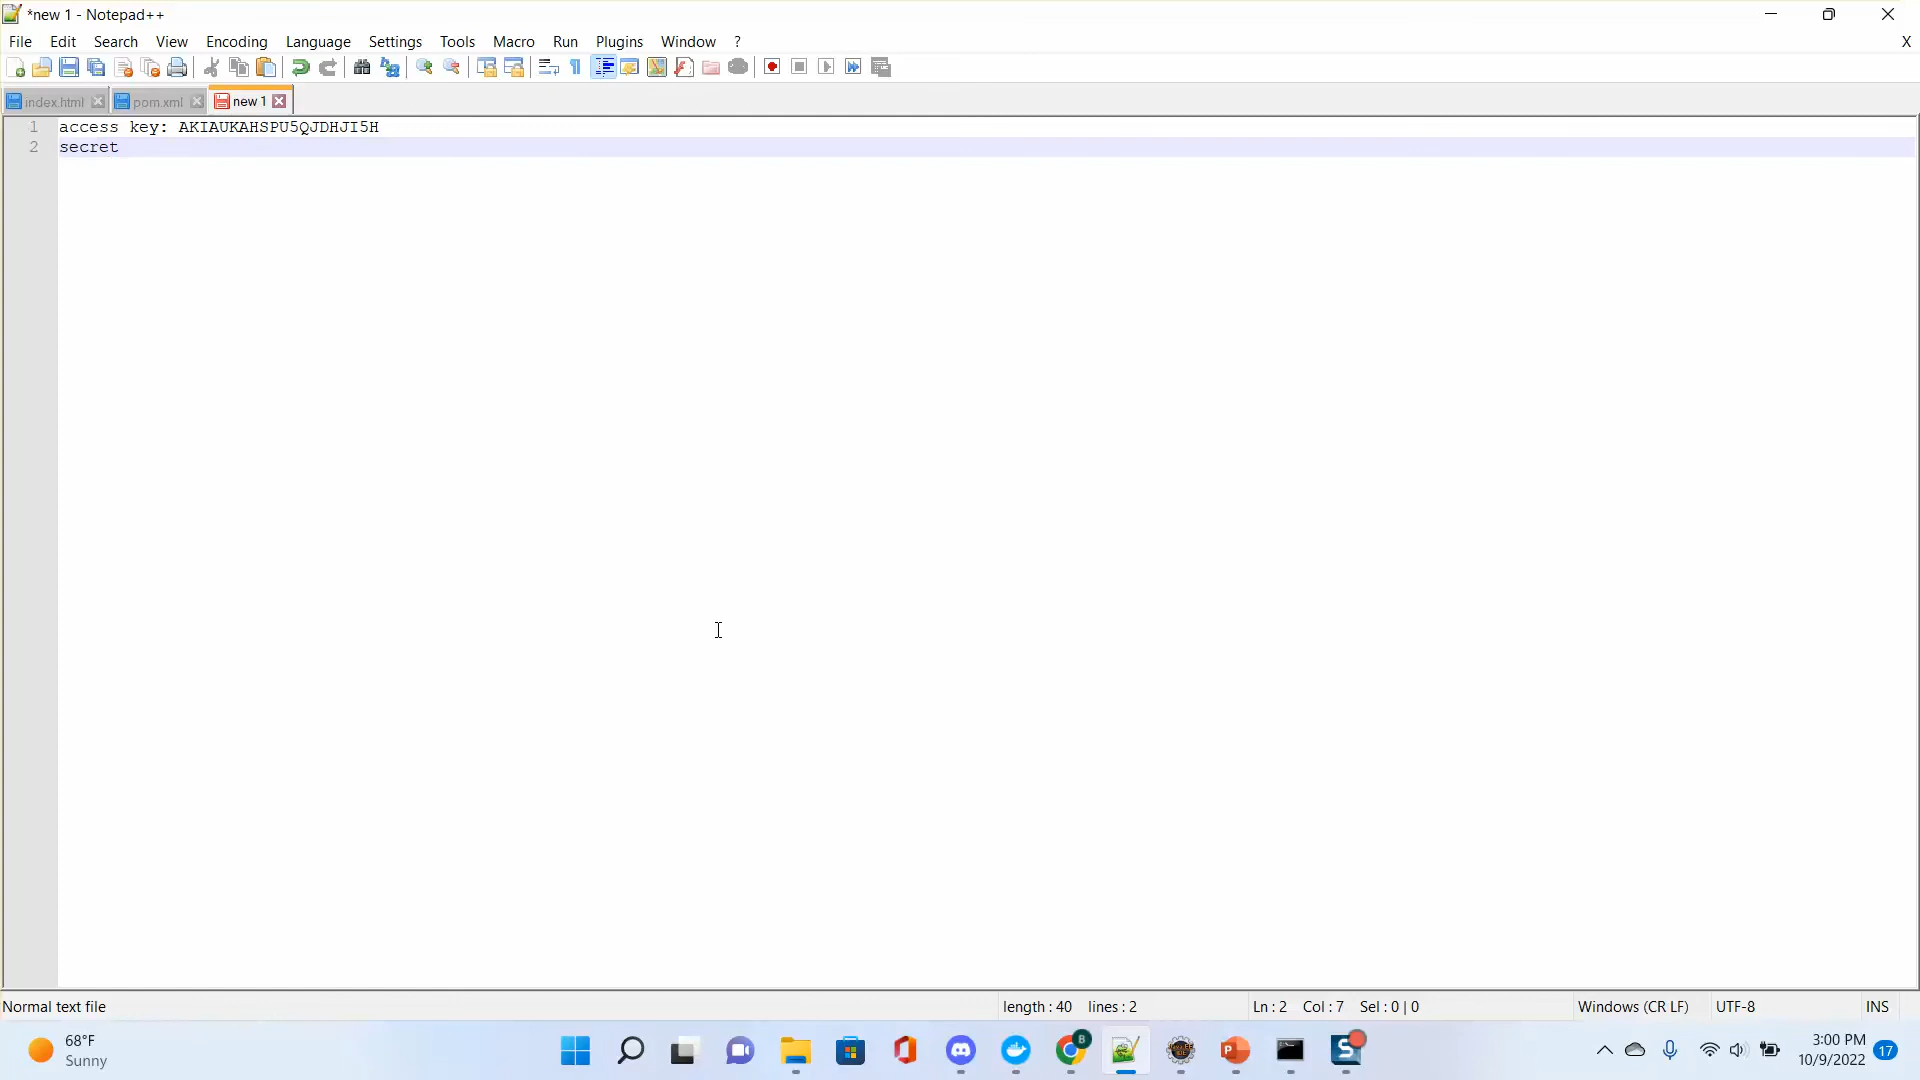 *new 1 - Notepad++
File Edit Search View Encoding Language Settings Tools Macro Run Plugins Window ? X
index.html pom.xml new 1
1 access key: AKIAUKAHSPU5QJDHJI5H
2 secret
Normal text file length : 40 lines : 2 Ln : 2 Col : 7 Sel : 0 | 0 Windows (CR LF) UTF-8 INS
68°F
Sunny
B
3:00 PM
10/9/2022 17